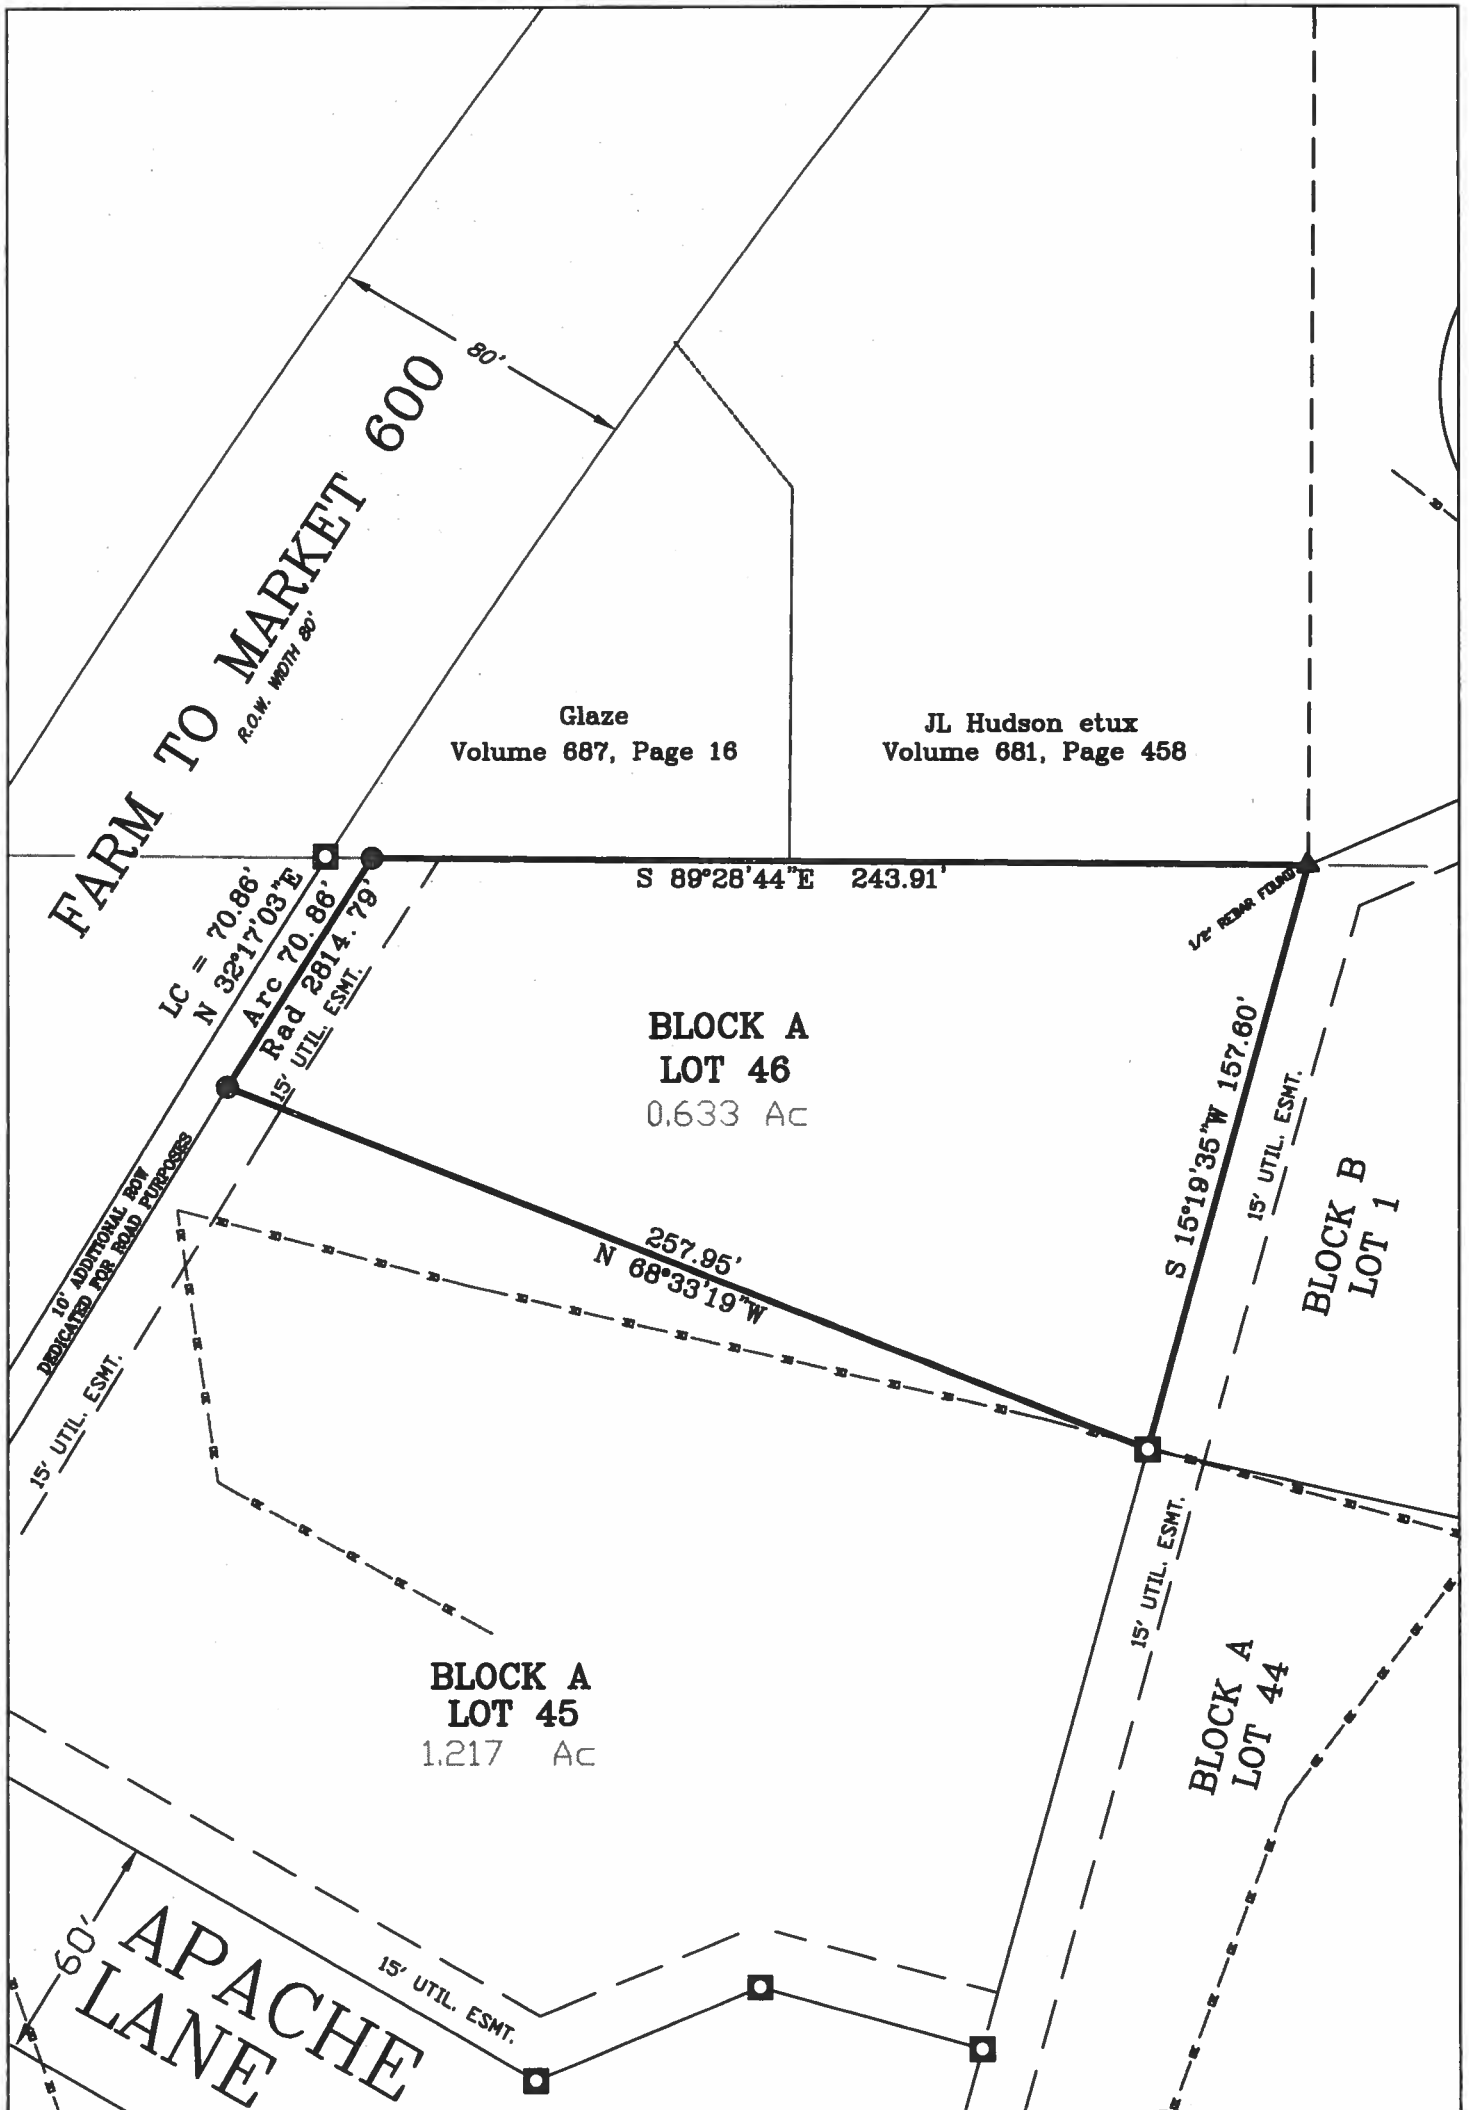 80'
FARM TO MARKET 600
R.O.W. WIDTH 80'
Glaze
Volume 687, Page 16
JL Hudson etux
Volume 681, Page 458
S 89°28'44"E 243.91'
1/2" REBAR FOUND
LC = 70.86'
N 32°17'03"E
Arc 70.86'
Rad 2814.79'
15' UTIL. ESMT.
BLOCK A
LOT 46
0.633 Ac
S 15°19'35"W 157.60'
15' UTIL. ESMT.
BLOCK B
LOT 1
10' ADDITIONAL ROW
DEDICATED FOR ROAD PURPOSES
257.95'
N 68°33'19"W
15' UTIL. ESMT.
15' UTIL. ESMT.
BLOCK A
LOT 44
BLOCK A
LOT 45
1.217 Ac
60'
APACHE
LANE
15' UTIL. ESMT.